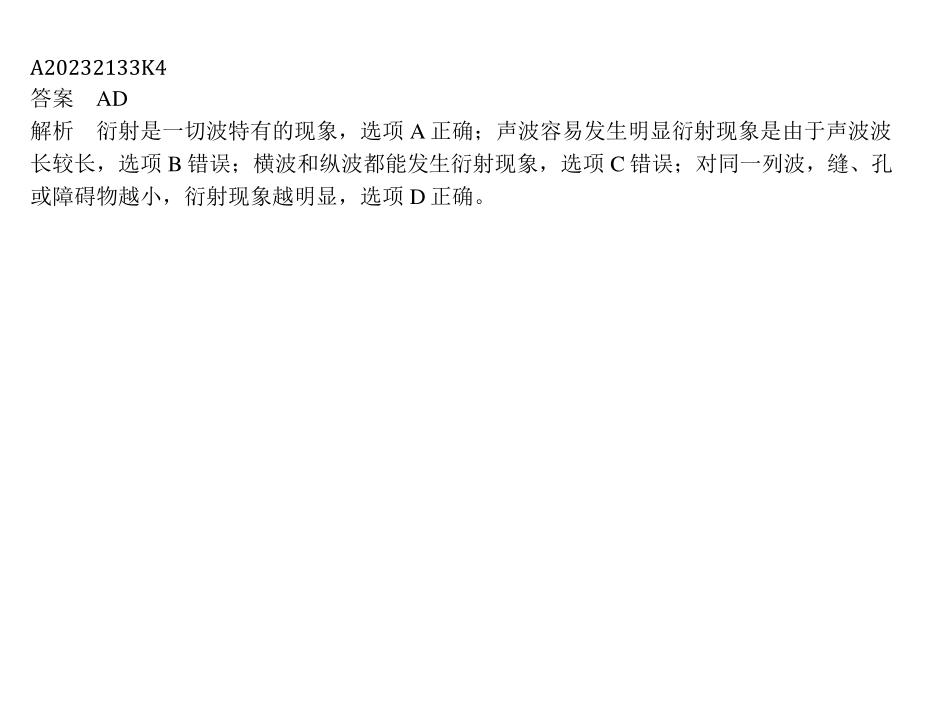 A20232133K4
答案　AD
解析　衍射是一切波特有的现象，选项 A 正确；声波容易发生明显衍射现象是由于声波波
长较长，选项 B 错误；横波和纵波都能发生衍射现象，选项 C 错误；对同一列波，缝、孔
或障碍物越小，衍射现象越明显，选项 D 正确。